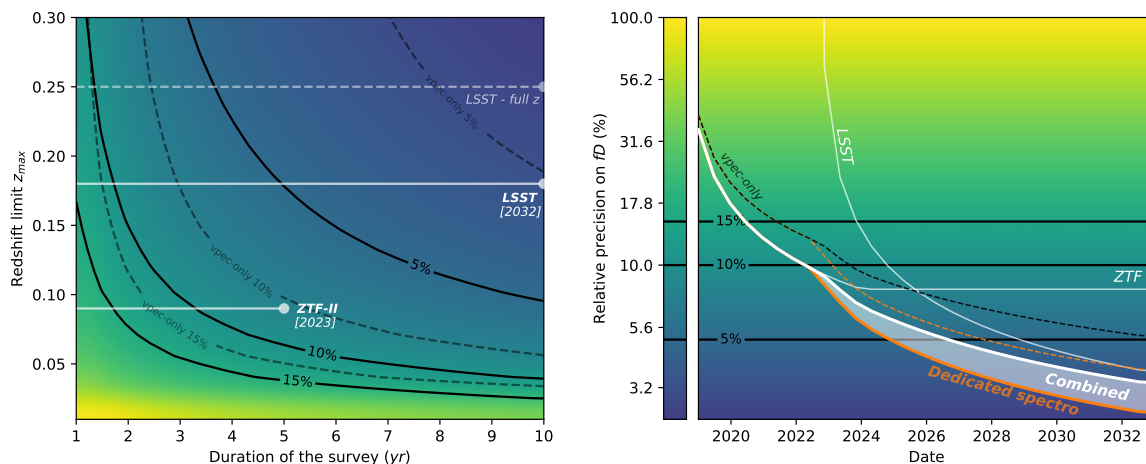 0.30
0.25
0.20
0.15
0.10
0.05
Redshift limit z_max
1 2 3 4 5 6 7 8 9 10
Duration of the survey (yr)
vpec-only 5%
LSST - full z
LSST
[2032]
5%
vpec-only 10%
ZTF-II
[2023]
vpec-only 15%
10%
15%
100.0
56.2
31.6
17.8
10.0
5.6
3.2
Relative precision on fD (%)
LSST
vpec-only
15%
10%
ZTF
5%
Combined
Dedicated spectro
2020 2022 2024 2026 2028 2030 2032
Date